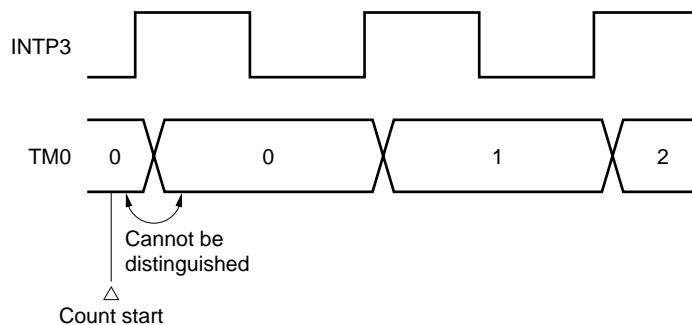 INTP3
TM0 0 0 1 2
Cannot be
distinguished
Count start